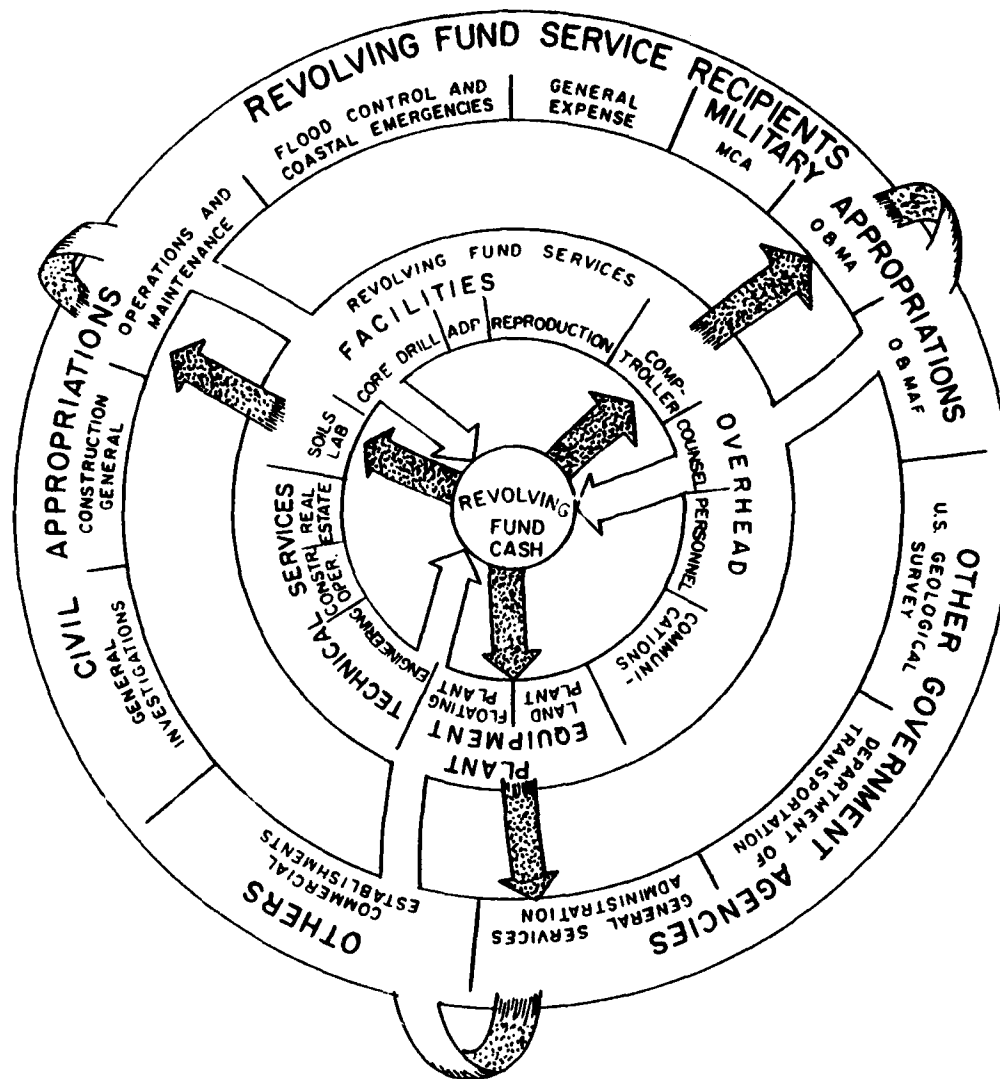 REVOLVING FUND SERVICE RECIPIENTS
CIVIL APPROPRIATIONS
FLOOD CONTROL AND
COASTAL EMERGENCIES
GENERAL
EXPENSE
OPERATIONS AND
MAINTENANCE
CONSTRUCTION
GENERAL
GENERAL
INVESTIGATIONS
MILITARY APPROPRIATIONS
MCA
O & MA
O & MAF
OTHER GOVERNMENT AGENCIES
U.S. GEOLOGICAL
SURVEY
DEPARTMENT OF
TRANSPORTATION
GENERAL SERVICES
ADMINISTRATION
OTHERS
COMMERCIAL
ESTABLISHMENTS
REVOLVING FUND SERVICES
FACILITIES
SOILS
LAB
CORE DRILL
ADP
REPRODUCTION
OVERHEAD
COMP-
TROLLER
COUNSEL
PERSONNEL
COMMUNI-
CATIONS
PLANT
EQUIPMENT
LAND
PLANT
FLOATING
PLANT
TECHNICAL SERVICES
ENGINEERING
CONSTR.
OPER.
REAL
ESTATE
REVOLVING
FUND
CASH